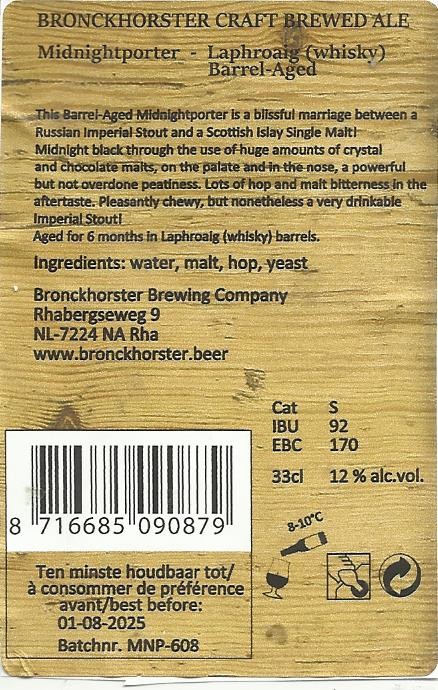 BRONCKHORSTER CRAFT BREWED ALE
Midnightporter - Laphroaig (whisky)
Barrel-Aged
This Barrel-Aged Midnightporter is a blissful marriage between a
Russian Imperial Stout and a Scottish Islay Single Malt!
Midnight black through the use of huge amounts of crystal
and chocolate malts, on the palate and in the nose, a powerful
but not overdone peatiness. Lots of hop and malt bitterness in the
aftertaste. Pleasantly chewy, but nonetheless a very drinkable
Imperial Stout!
Aged for 6 months in Laphroaig (whisky) barrels.
Ingredients: water, malt, hop, yeast
Bronckhorster Brewing Company
Rhabergseweg 9
NL-7224 NA Rha
www.bronckhorster.beer
Cat S
IBU 92
EBC 170
33cl 12 % alc.vol.
8 716685 090879
8-10°C
Ten minste houdbaar tot/
à consommer de préférence
avant/best before:
01-08-2025
Batchnr. MNP-608